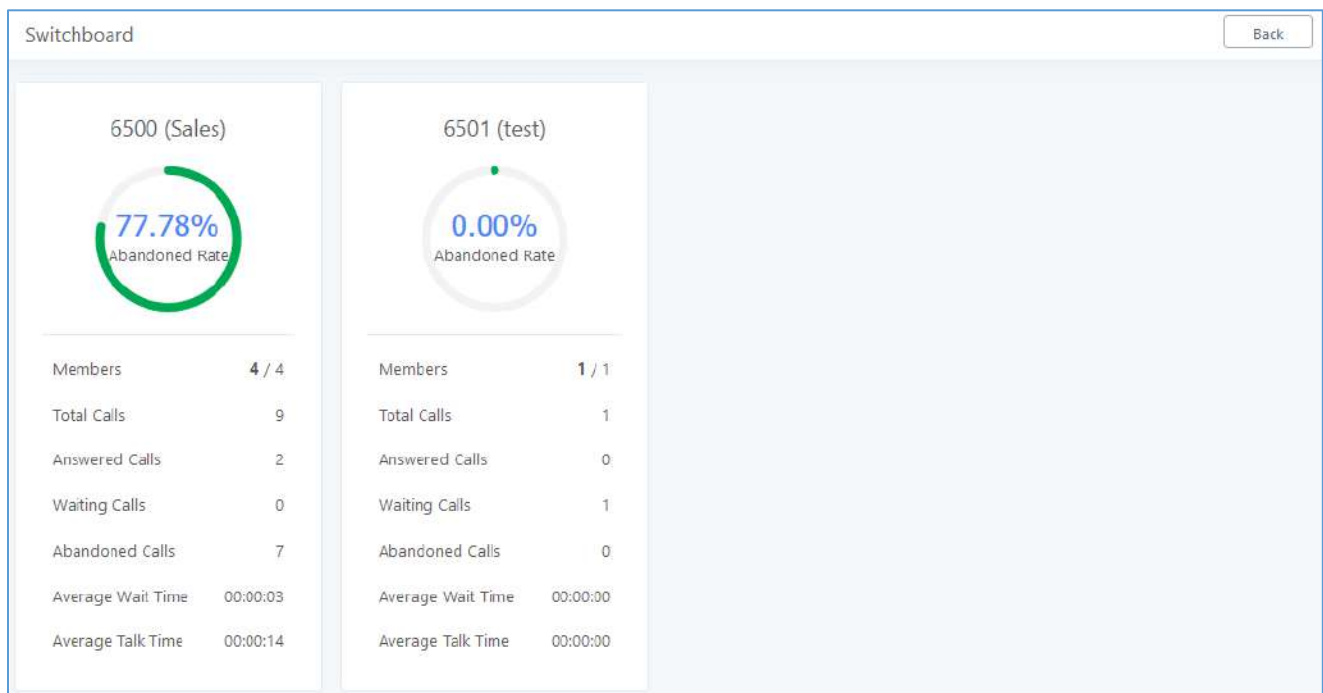 Switchboard
Back
6500 (Sales)
77.78%
Abandoned Rate
Members 4 / 4
Total Calls 9
Answered Calls 2
Waiting Calls 0
Abandoned Calls 7
Average Wait Time 00:00:03
Average Talk Time 00:00:14
6501 (test)
0.00%
Abandoned Rate
Members 1 / 1
Total Calls 1
Answered Calls 0
Waiting Calls 1
Abandoned Calls 0
Average Wait Time 00:00:00
Average Talk Time 00:00:00